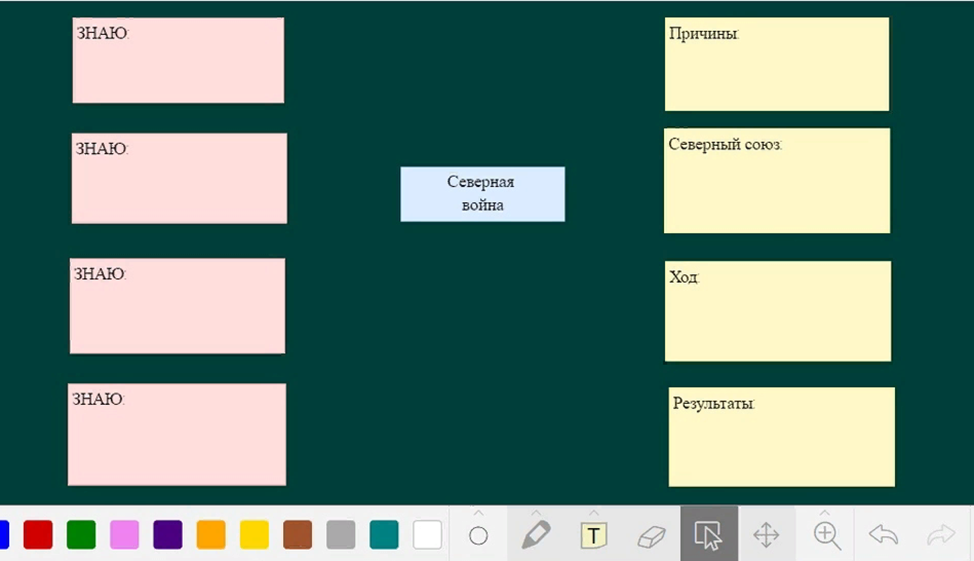 ЗНАЮ:
ЗНАЮ:
ЗНАЮ:
ЗНАЮ:
Северная
война
Причины:
Северный союз:
Ход:
Результаты:
T